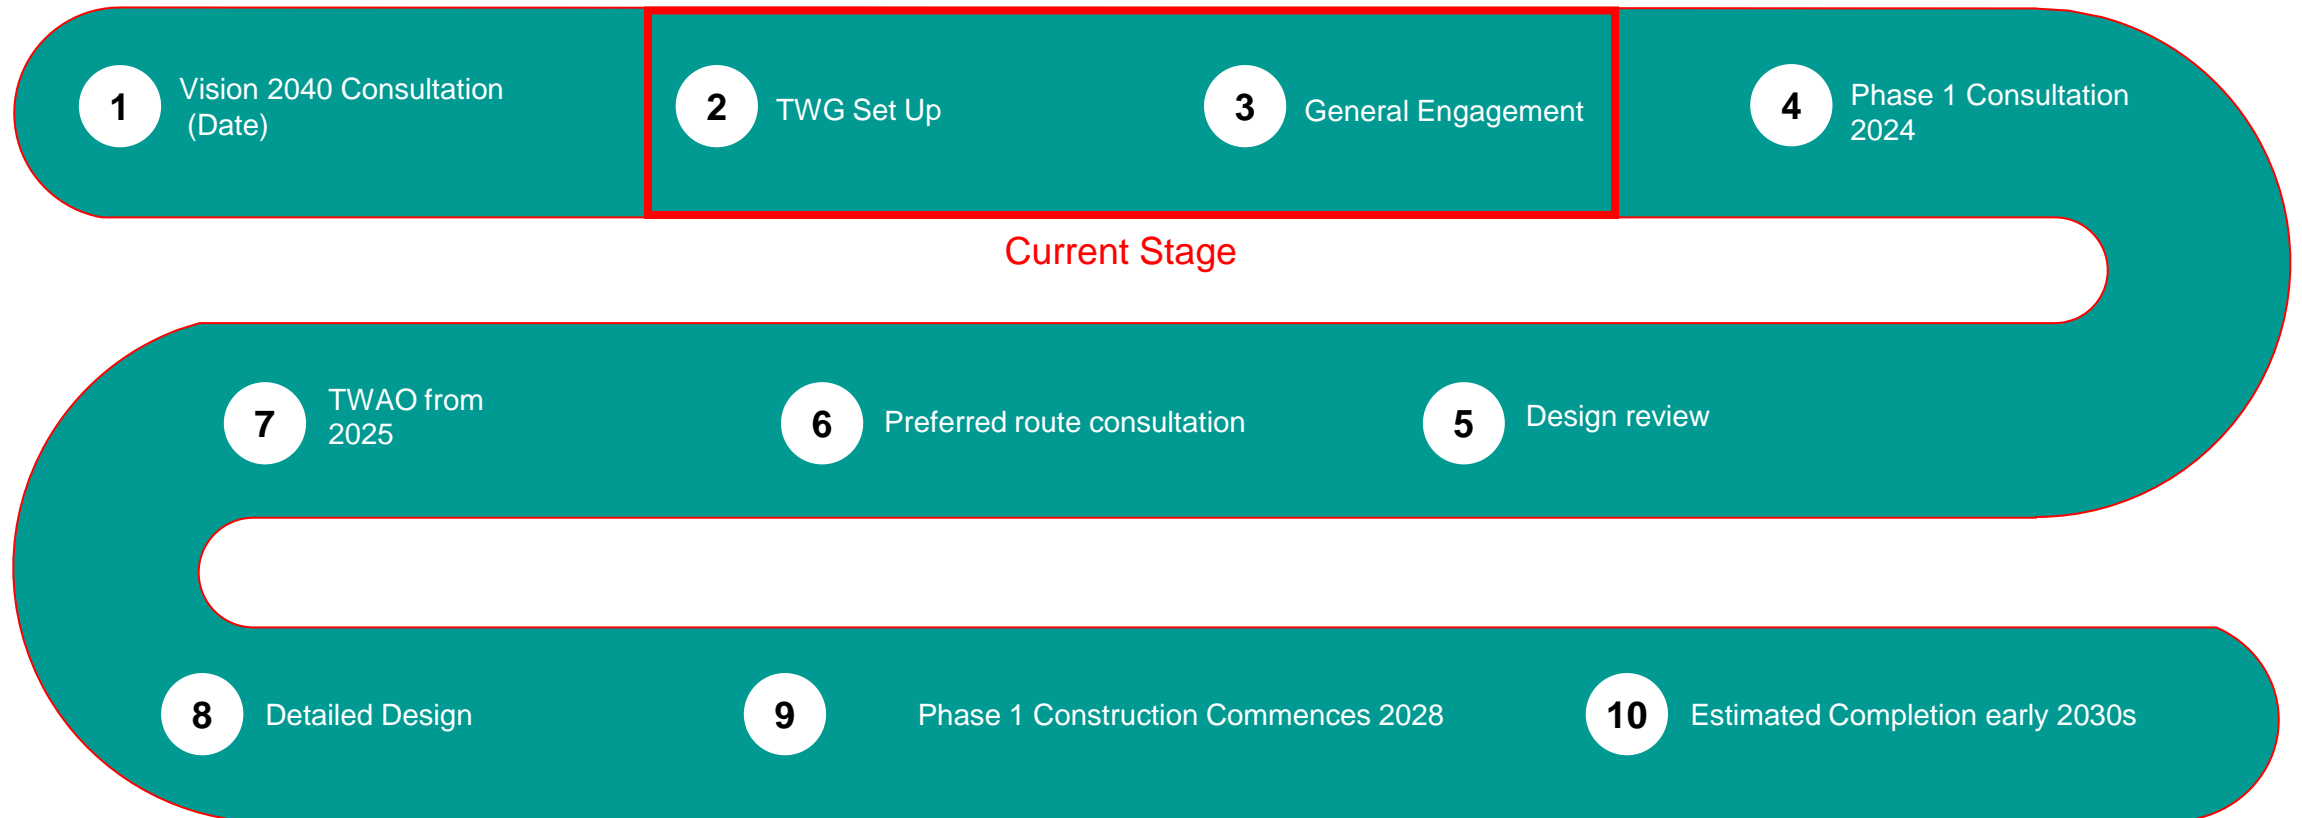 1
Vision 2040 Consultation
(Date)
2
TWG Set Up
3
General Engagement
4
Phase 1 Consultation
2024
Current Stage
7
TWAO from
2025
6
Preferred route consultation
5
Design review
8
Detailed Design
9
Phase 1 Construction Commences 2028
10
Estimated Completion early 2030s